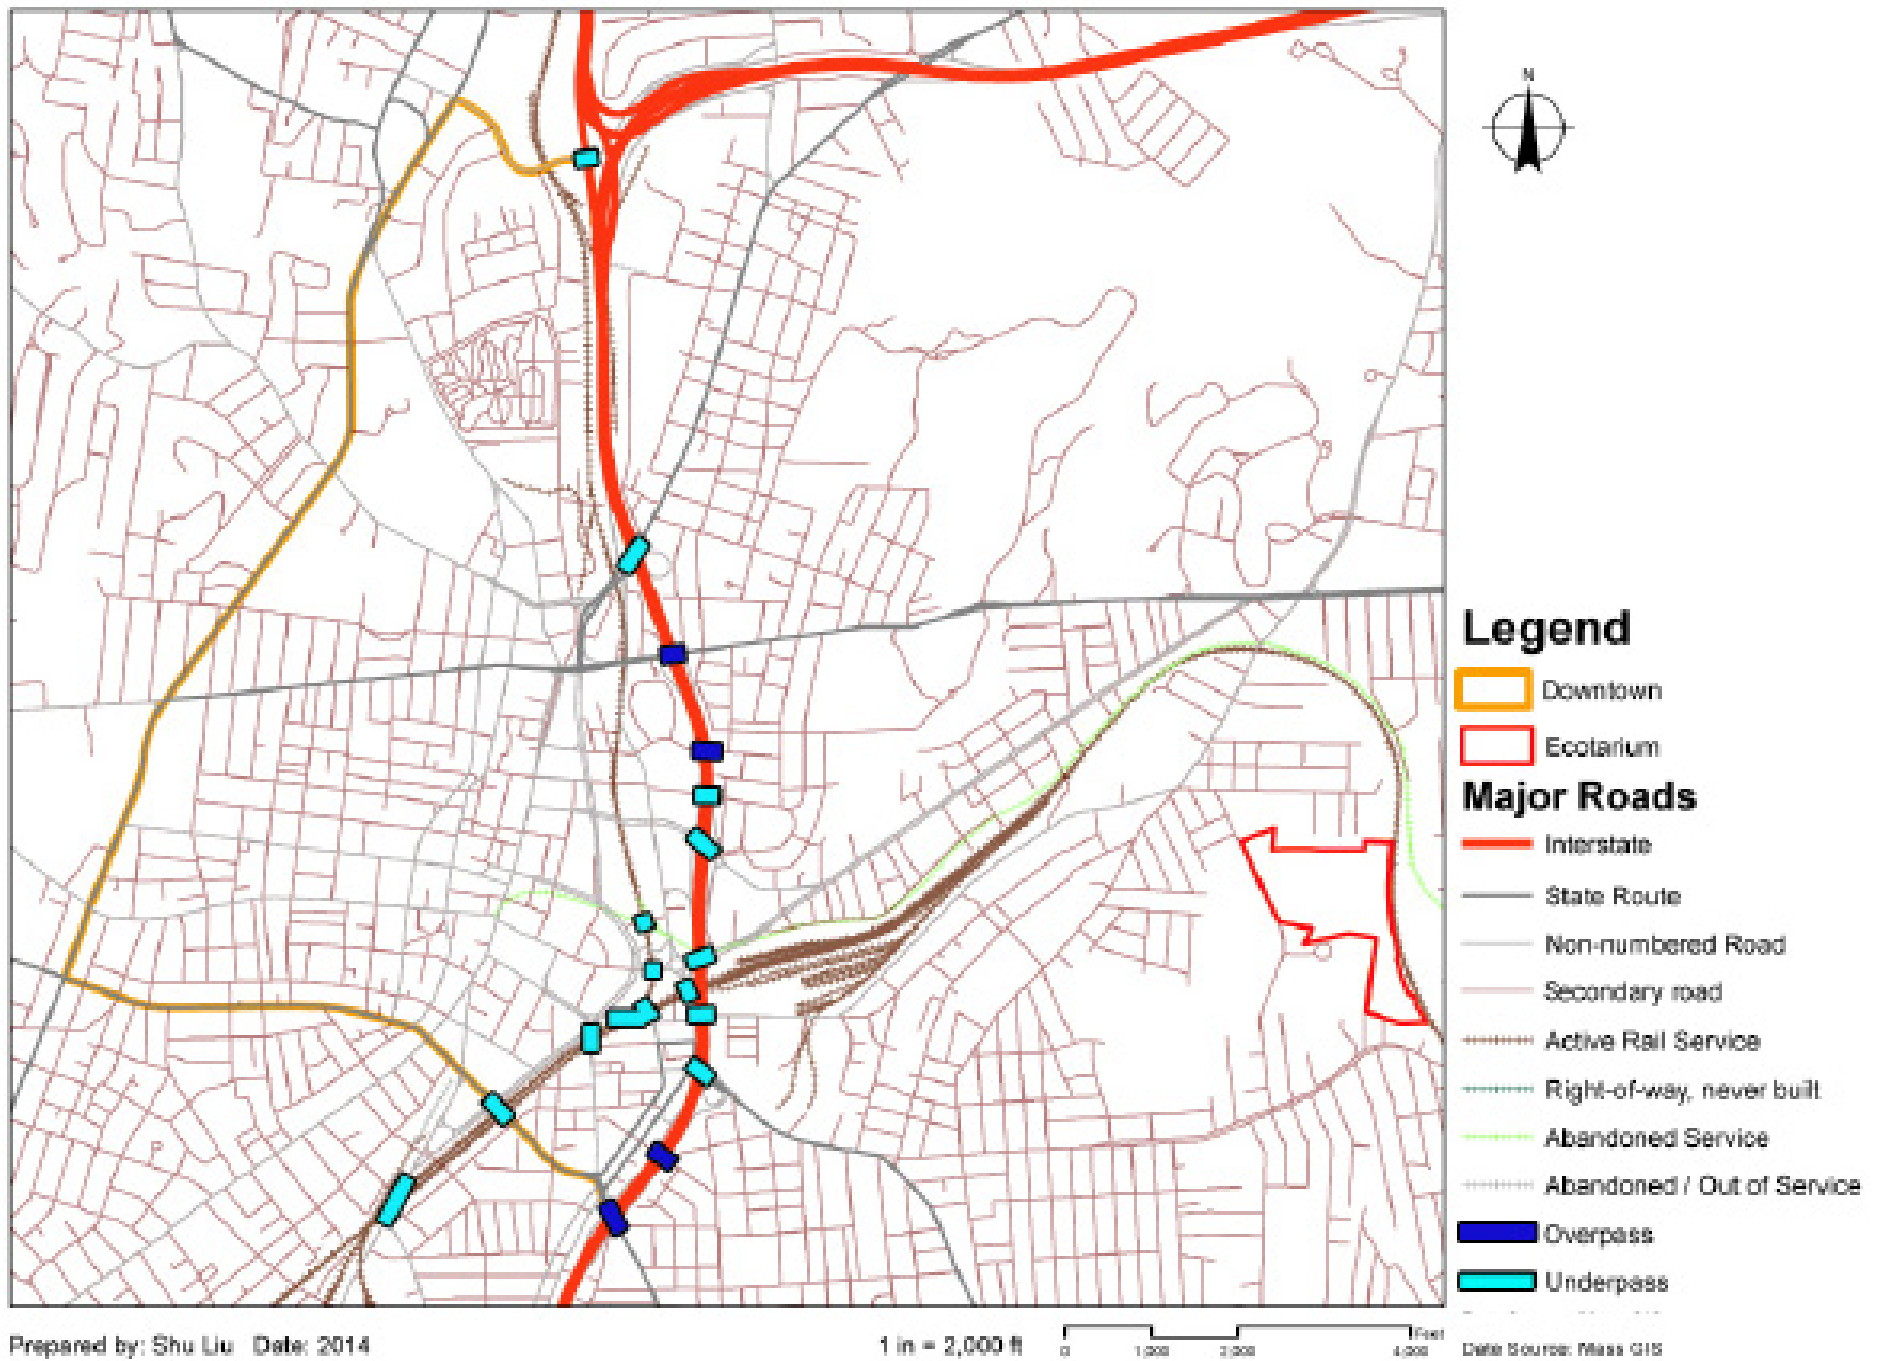 N
Legend
Downtown
Ecotarium
Major Roads
Interstate
State Route
Non-numbered Road
Secondary road
Active Rail Service
Right-of-way, never built
Abandoned Service
Abandoned / Out of Service
Overpass
Underpass
Prepared by: Shu Liu Date: 2014
1 in = 2,000 ft
Feet
0 1,000 2,000 4,000
Data Source: Mass GIS